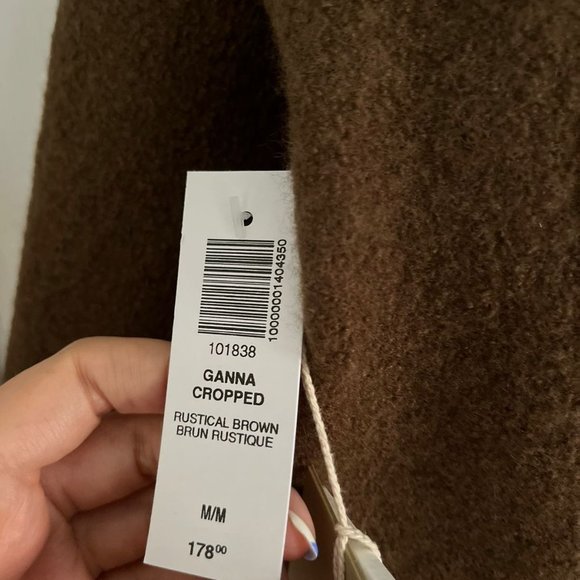 10000001404350
101838
GANNA
CROPPED
RUSTICAL BROWN
BRUN RUSTIQUE
M/M
178⁰⁰